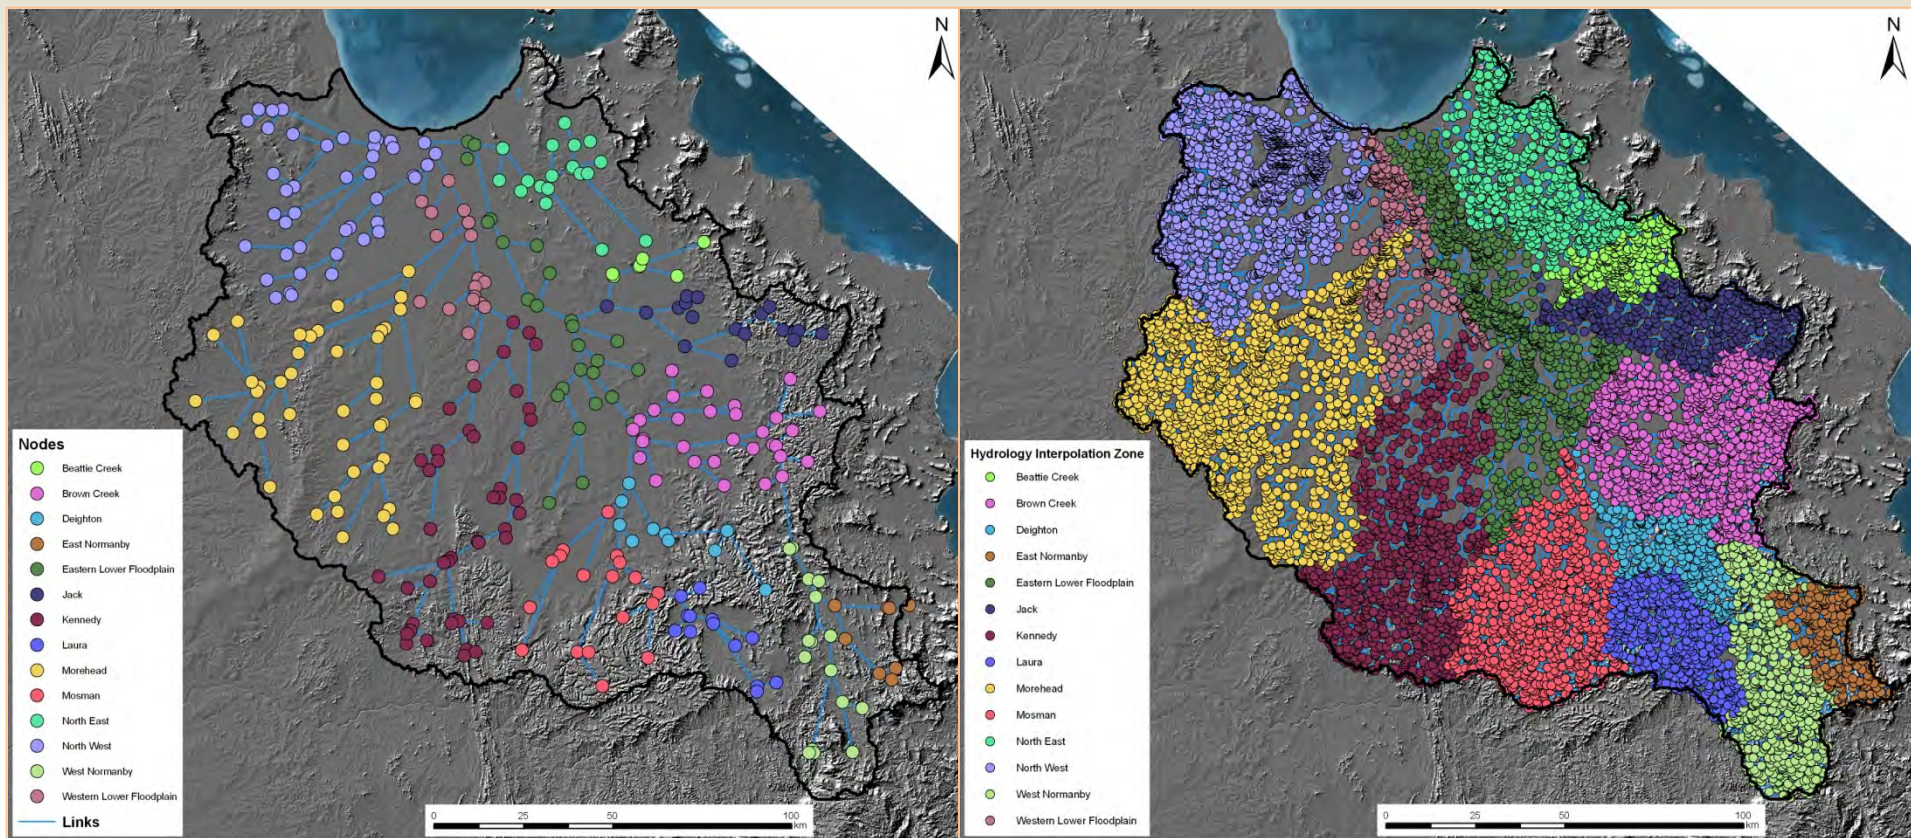 N
Nodes
Beattie Creek
Brown Creek
Deighton
East Normanby
Eastern Lower Floodplain
Jack
Kennedy
Laura
Morehead
Mosman
North East
North West
West Normanby
Western Lower Floodplain
Links
0 25 50 100
km
N
Hydrology Interpolation Zone
Beattie Creek
Brown Creek
Deighton
East Normanby
Eastern Lower Floodplain
Jack
Kennedy
Laura
Morehead
Mosman
North East
North West
West Normanby
Western Lower Floodplain
0 25 50 100
km